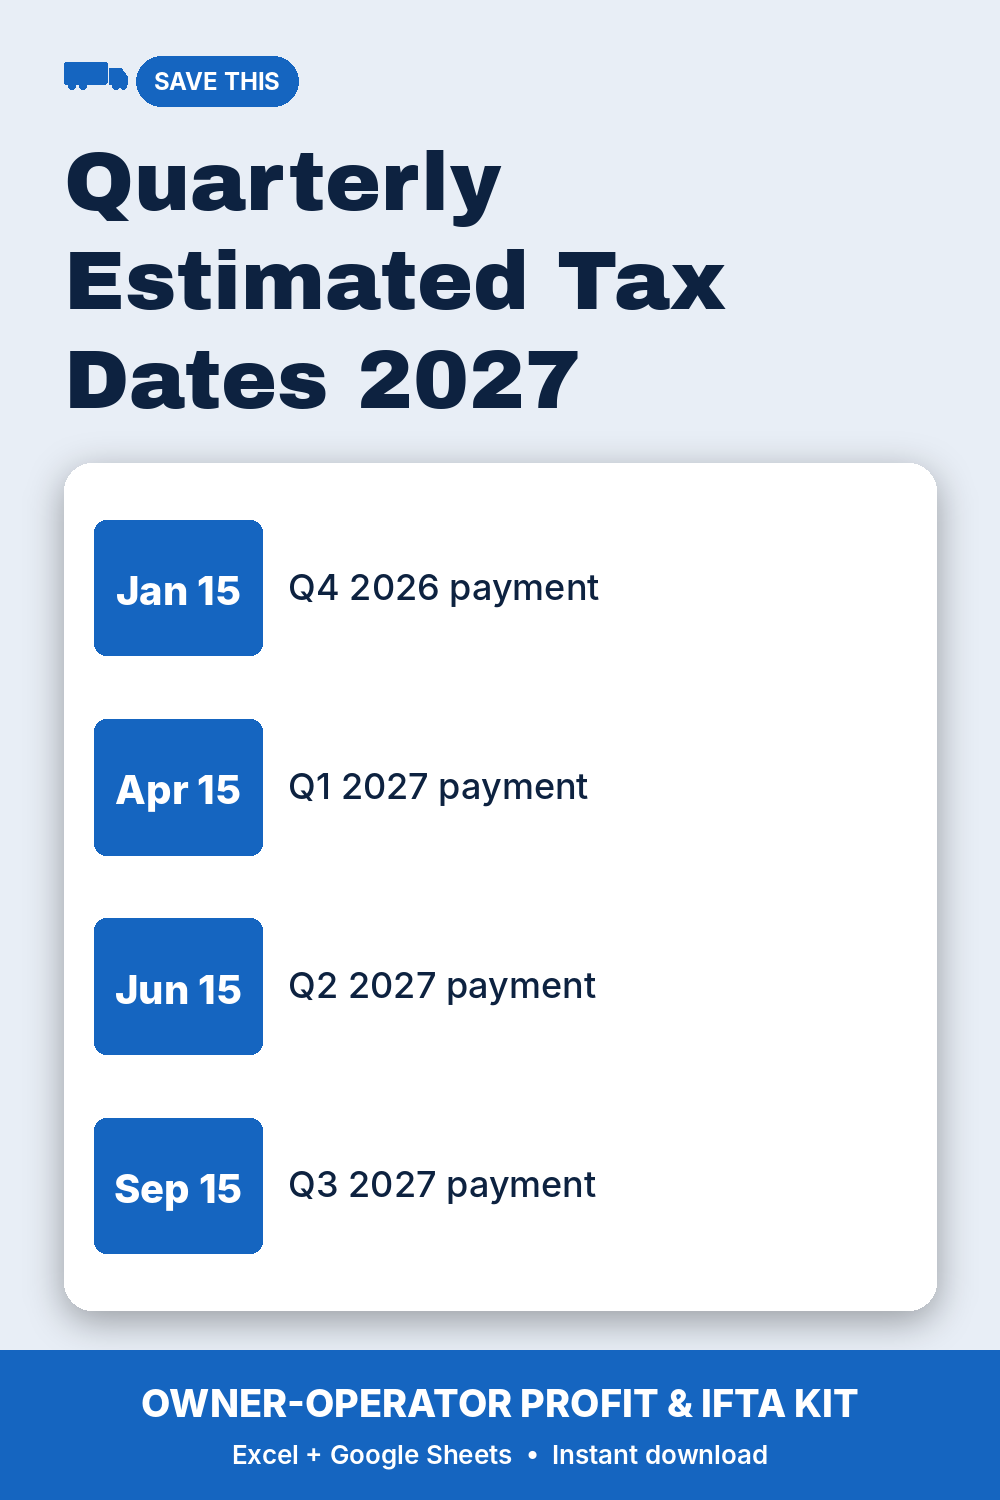 SAVE THIS
Quarterly
Estimated Tax
Dates 2027
Jan 15
Q4 2026 payment
Apr 15
Q1 2027 payment
Jun 15
Q2 2027 payment
Sep 15
Q3 2027 payment
OWNER-OPERATOR PROFIT & IFTA KIT
Excel + Google Sheets • Instant download